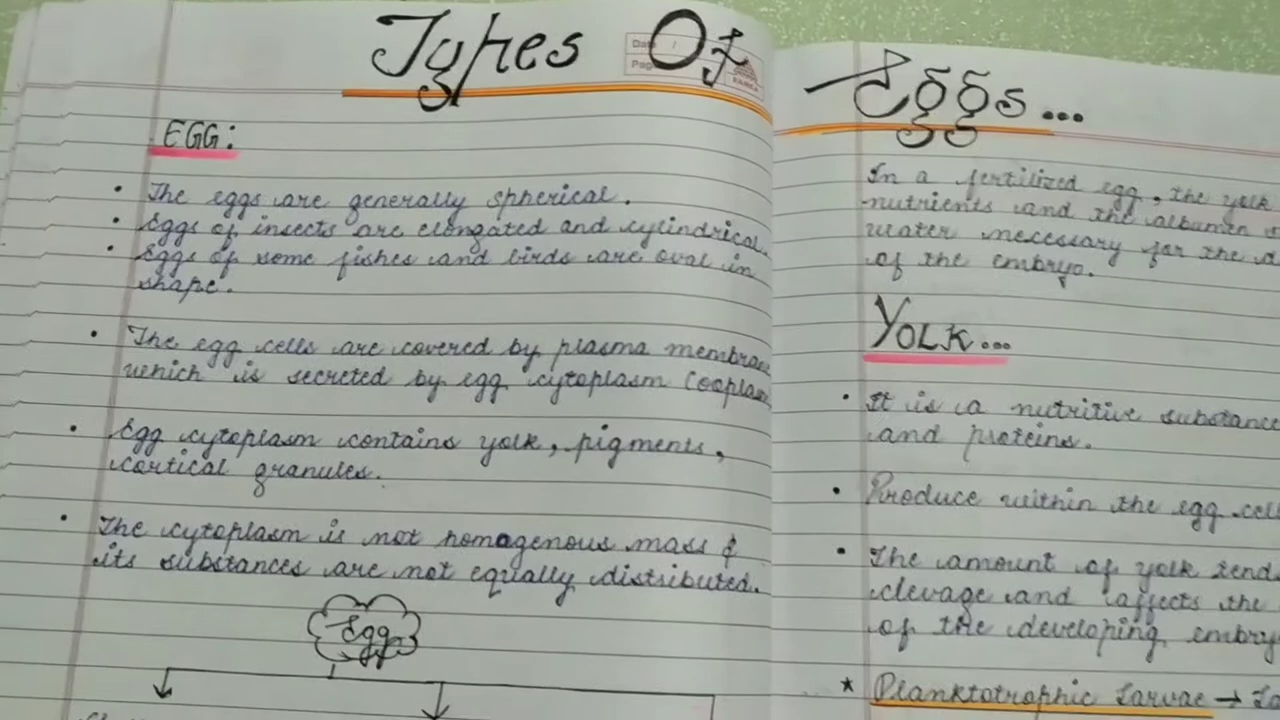 Types Of
EGG:
• The eggs are generally spherical.
• Eggs of insects are elongated and cylindrical.
• Eggs of some fishes and birds are oval in
shape.
• The egg cells are covered by plasma membrane
which is secreted by egg cytoplasm (ooplasm
• Egg cytoplasm contains yolk, pigments,
cortical granules.
• The cytoplasm is not homogenous mass &
its substances are not equally distributed.
Egg
Eggs...
In a fertilized egg, the yolk
nutrients and the albumen
water necessary for the
of the embryo.
YOLK...
• It is a nutritive substance
and proteins.
• Produce within the egg cell
• The amount of yolk tend
clevage and affects the
of the developing embry
* Planktotrophic Larvae →